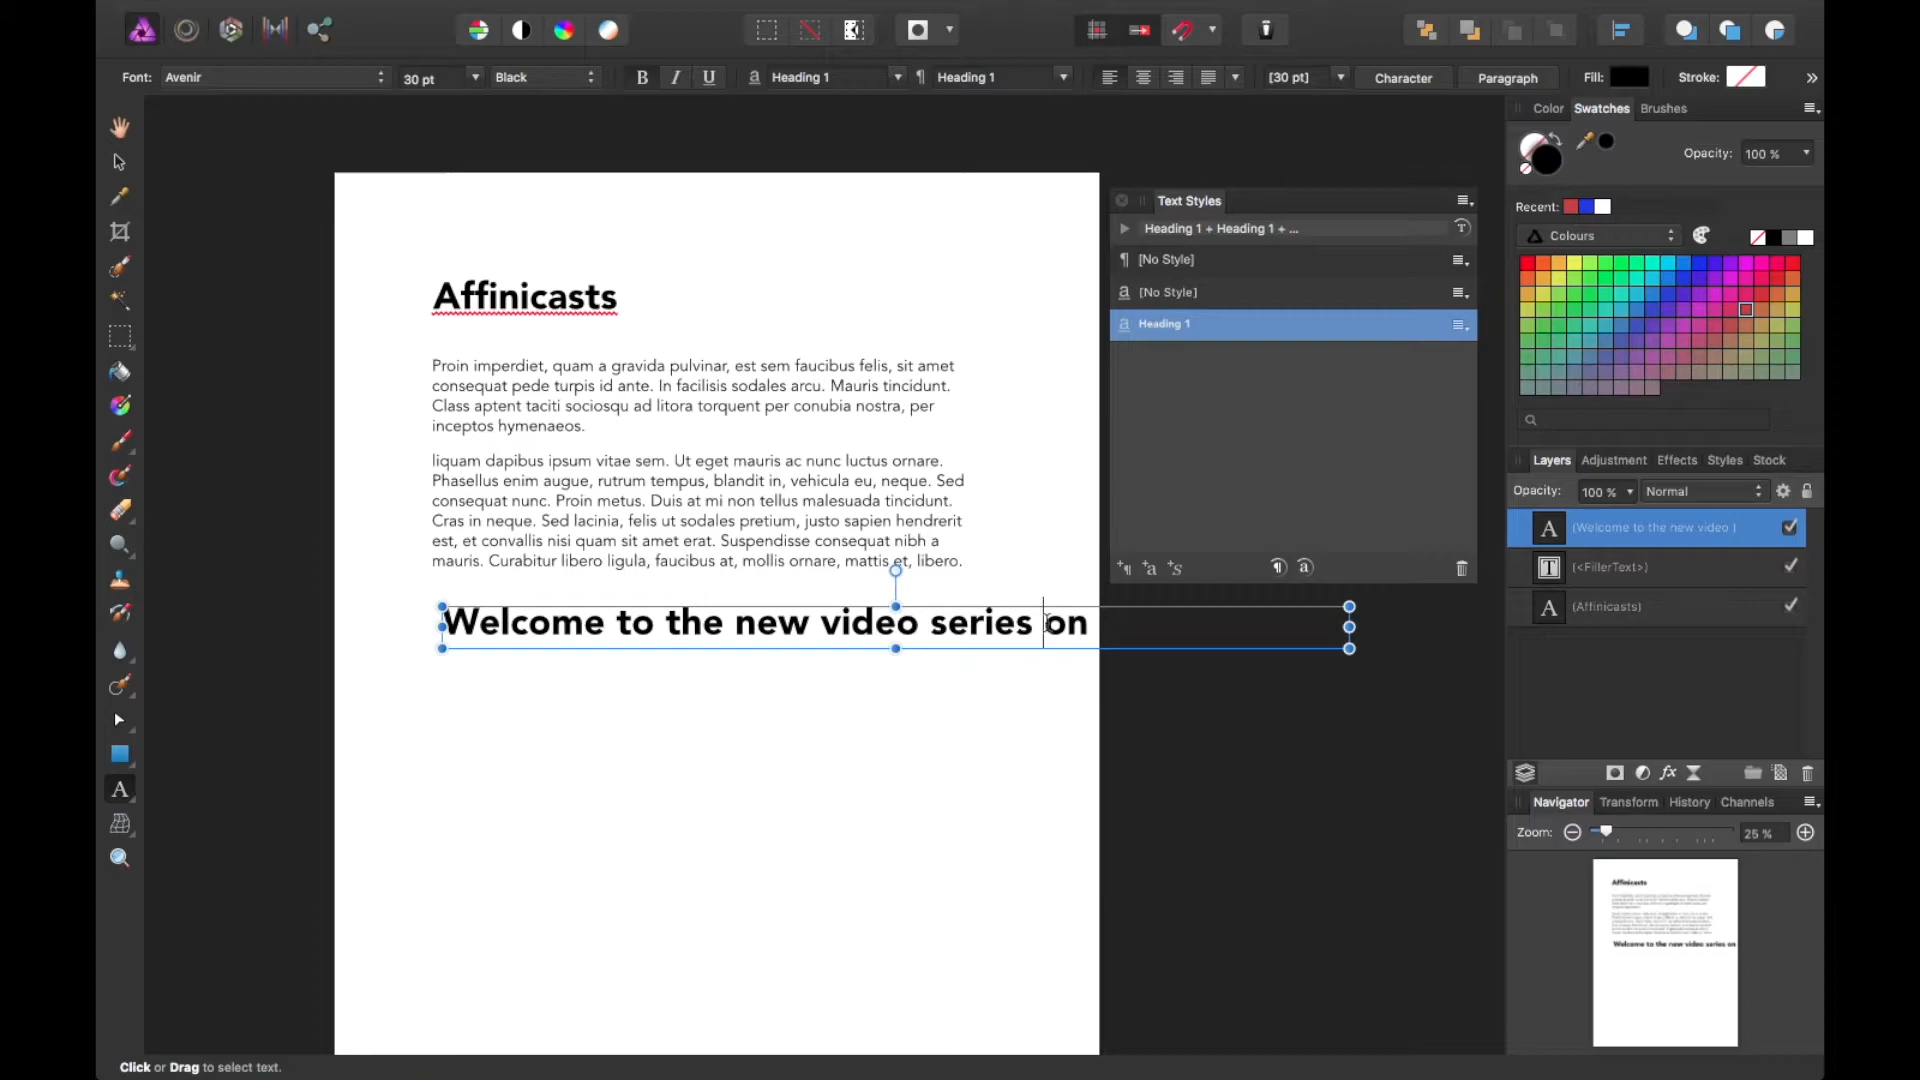 Font: Avenir 30 pt Black B I U a Heading 1 ¶ Heading 1 [30 pt] Character Paragraph Fill: Stroke:
Color Swatches Brushes
Opacity: 100 %
Recent:
Colours
Text Styles
Heading 1 + Heading 1 + ...
¶ [No Style]
a [No Style]
a Heading 1
Affinicasts
Proin imperdiet, quam a gravida pulvinar, est sem faucibus felis, sit amet
consequat pede turpis id ante. In facilisis sodales arcu. Mauris tincidunt.
Class aptent taciti sociosqu ad litora torquent per conubia nostra, per
inceptos hymenaeos.
liquam dapibus ipsum vitae sem. Ut eget mauris ac nunc luctus ornare.
Phasellus enim augue, rutrum tempus, blandit in, vehicula eu, neque. Sed
consequat nunc. Proin metus. Duis at mi non tellus malesuada tincidunt.
Cras in neque. Sed lacinia, felis ut sodales pretium, justo sapien hendrerit
est, et convallis nisi quam sit amet erat. Suspendisse consequat nibh a
mauris. Curabitur libero ligula, faucibus at, mollis ornare, mattis et, libero.
Welcome to the new video series on
Layers Adjustment Effects Styles Stock
Opacity: 100 % Normal
A (Welcome to the new video )
T (<FillerText>)
A (Affinicasts)
Navigator Transform History Channels
Zoom: 25 %
Affinicasts
Welcome to the new video series on
Click or Drag to select text.